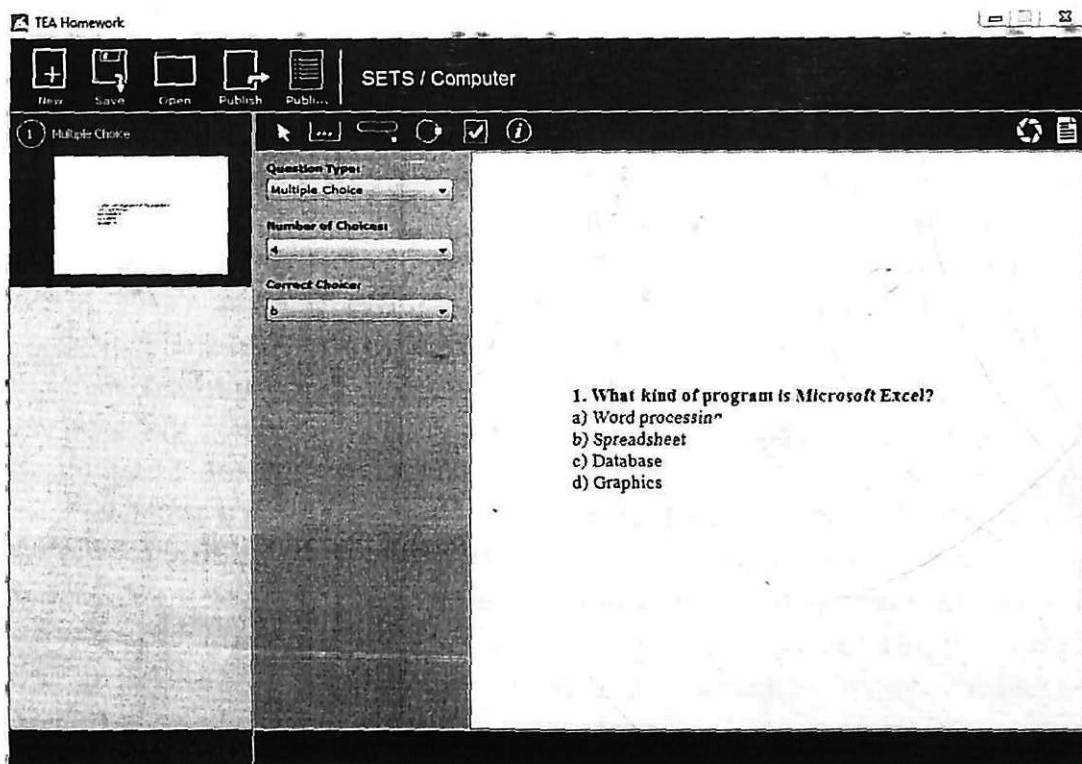 TEA Homework
New
Save
Open
Publish
Publi...
SETS / Computer
1 Multiple Choice
Question Type:
Multiple Choice
Number of Choices:
4
Correct Choice:
b
1. What kind of program is Microsoft Excel?
a) Word processin
b) Spreadsheet
c) Database
d) Graphics